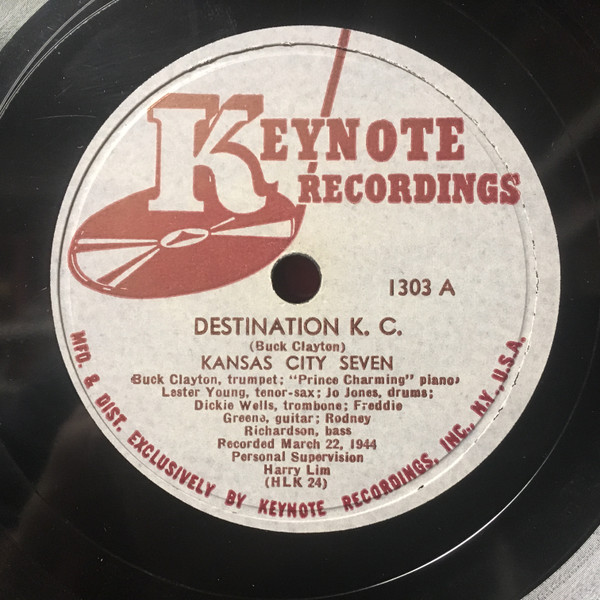 KEYNOTE
RECORDINGS
1303 A
DESTINATION K. C.
(Buck Clayton)
KANSAS CITY SEVEN
(Buck Clayton, trumpet; "Prince Charming" piano;
Lester Young, tenor-sax; Jo Jones, drums;
Dickie Wells, trombone; Freddie
Greene, guitar; Rodney
Richardson, bass
Recorded March 22, 1944
Personal Supervision
Harry Lim
(HLK 24)
MFD. & DIST. EXCLUSIVELY BY KEYNOTE RECORDINGS, INC., N.Y. U.S.A.